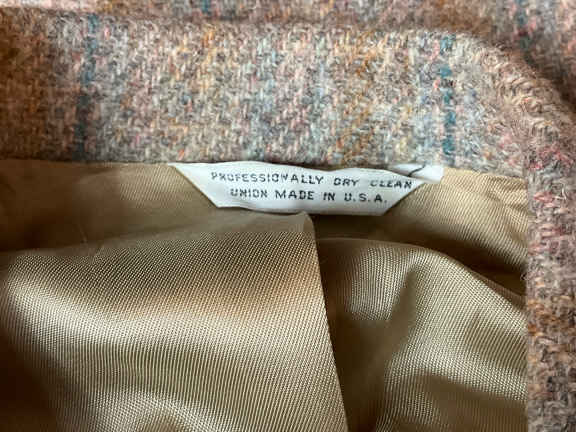 PROFESSIONALLY DRY CLEAN
UNION MADE IN U.S.A.